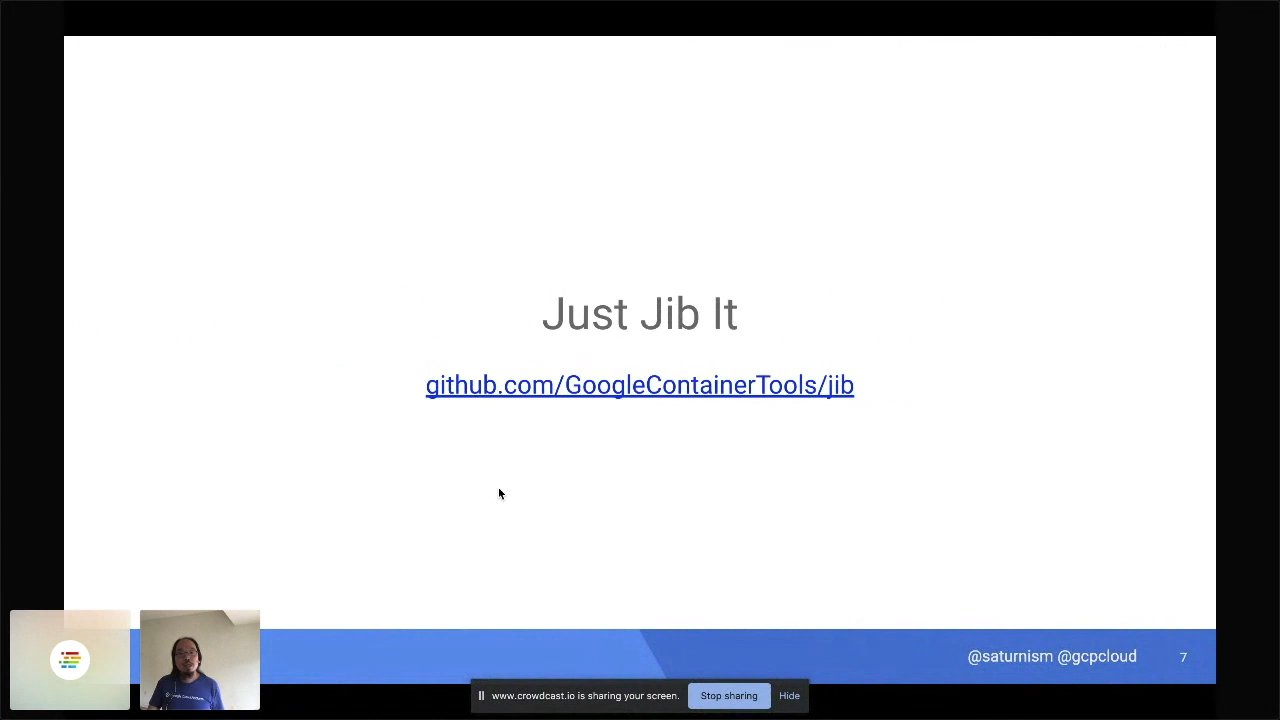 Just Jib It
github.com/GoogleContainerTools/jib
@saturnism @gcpcloud
7
www.crowdcast.io is sharing your screen.
Stop sharing
Hide